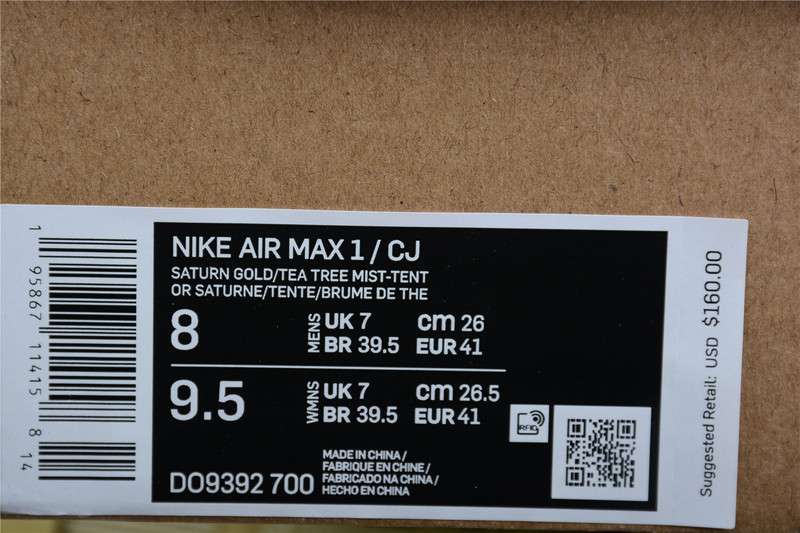 NIKE AIR MAX 1 / CJ
SATURN GOLD/TEA TREE MIST-TENT
OR SATURNE/TENTE/BRUME DE THE
8 MENS UK 7 cm 26
BR 39.5 EUR 41
9.5 WMNS UK 7 cm 26.5
BR 39.5 EUR 41
RFID
DO9392 700
MADE IN CHINA /
FABRIQUE EN CHINE /
FABRICADO NA CHINA /
HECHO EN CHINA
1 95867 11415 8 14
Suggested Retail: USD $160.00